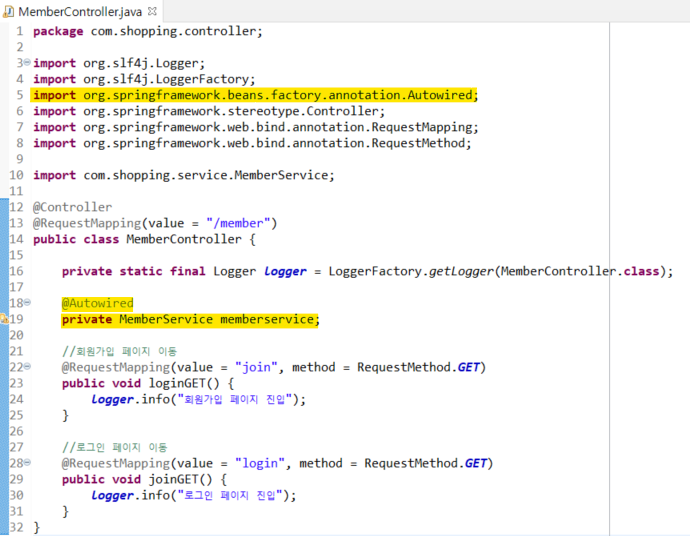 MemberController.java
1 package com.shopping.controller;
2
3 import org.slf4j.Logger;
4 import org.slf4j.LoggerFactory;
5 import org.springframework.beans.factory.annotation.Autowired;
6 import org.springframework.stereotype.Controller;
7 import org.springframework.web.bind.annotation.RequestMapping;
8 import org.springframework.web.bind.annotation.RequestMethod;
9
10 import com.shopping.service.MemberService;
11
12 @Controller
13 @RequestMapping(value = "/member")
14 public class MemberController {
15
16     private static final Logger logger = LoggerFactory.getLogger(MemberController.class);
17
18     @Autowired
19     private MemberService memberservice;
20
21     //회원가입 페이지 이동
22     @RequestMapping(value = "join", method = RequestMethod.GET)
23     public void loginGET() {
24         logger.info("회원가입 페이지 진입");
25     }
26
27     //로그인 페이지 이동
28     @RequestMapping(value = "login", method = RequestMethod.GET)
29     public void joinGET() {
30         logger.info("로그인 페이지 진입");
31     }
32 }